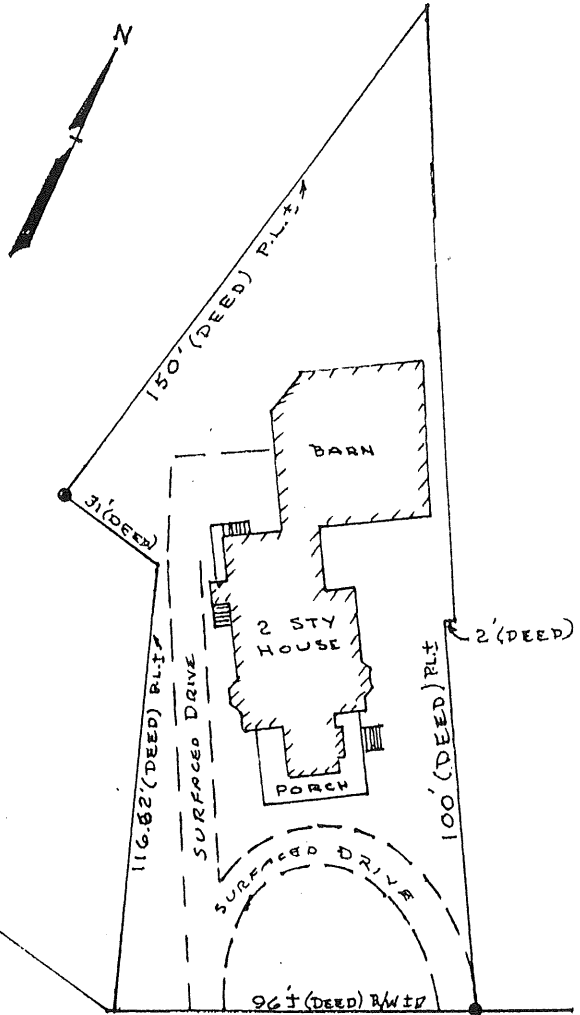 N
150' (DEED) P.L.±
BARN
31' (DEED)
2 STY
HOUSE
2' (DEED)
116.82' (DEED) P.L.±
SURFACED DRIVE
100' (DEED) P.L.±
PORCH
SURFACED DRIVE
96'± (DEED) R/W±